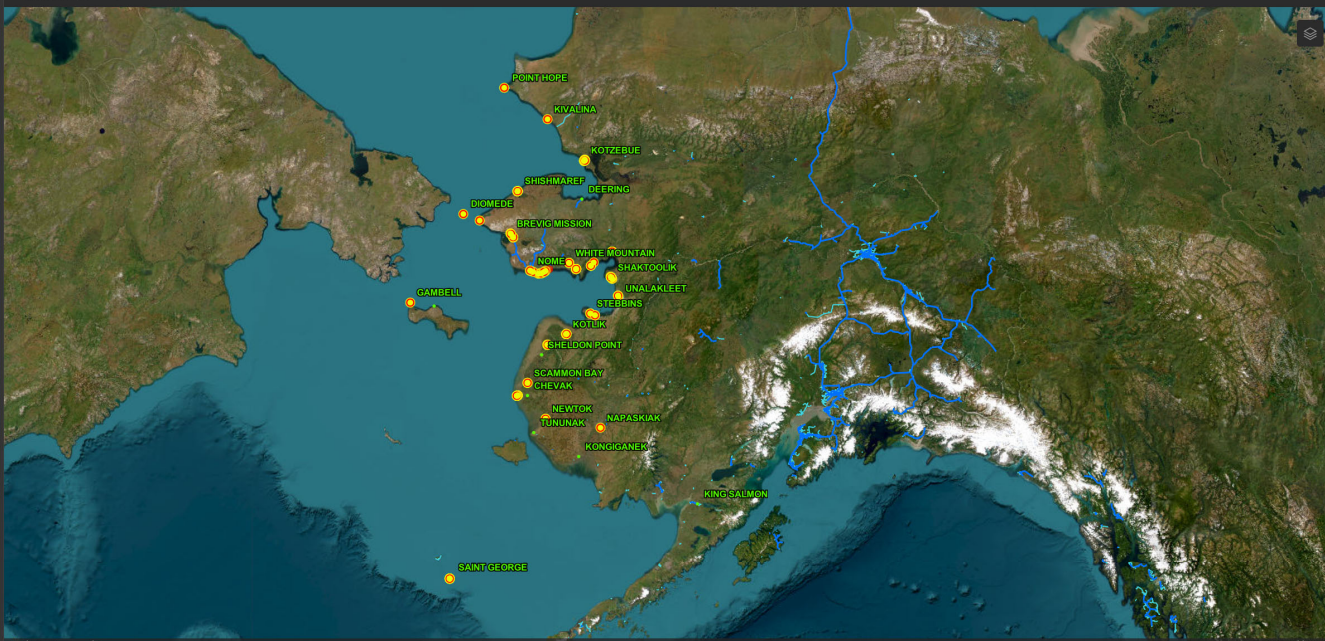 POINT HOPE
KIVALINA
KOTZEBUE
SHISHMAREF
DEERING
DIOMEDE
BREVIG MISSION
WHITE MOUNTAIN
NOME
SHAKTOOLIK
UNALAKLEET
GAMBELL
STEBBINS
KOTLIK
SHELDON POINT
SCAMMON BAY
CHEVAK
NEWTOK
NAPASKIAK
TUNUNAK
KONGIGANEK
KING SALMON
SAINT GEORGE